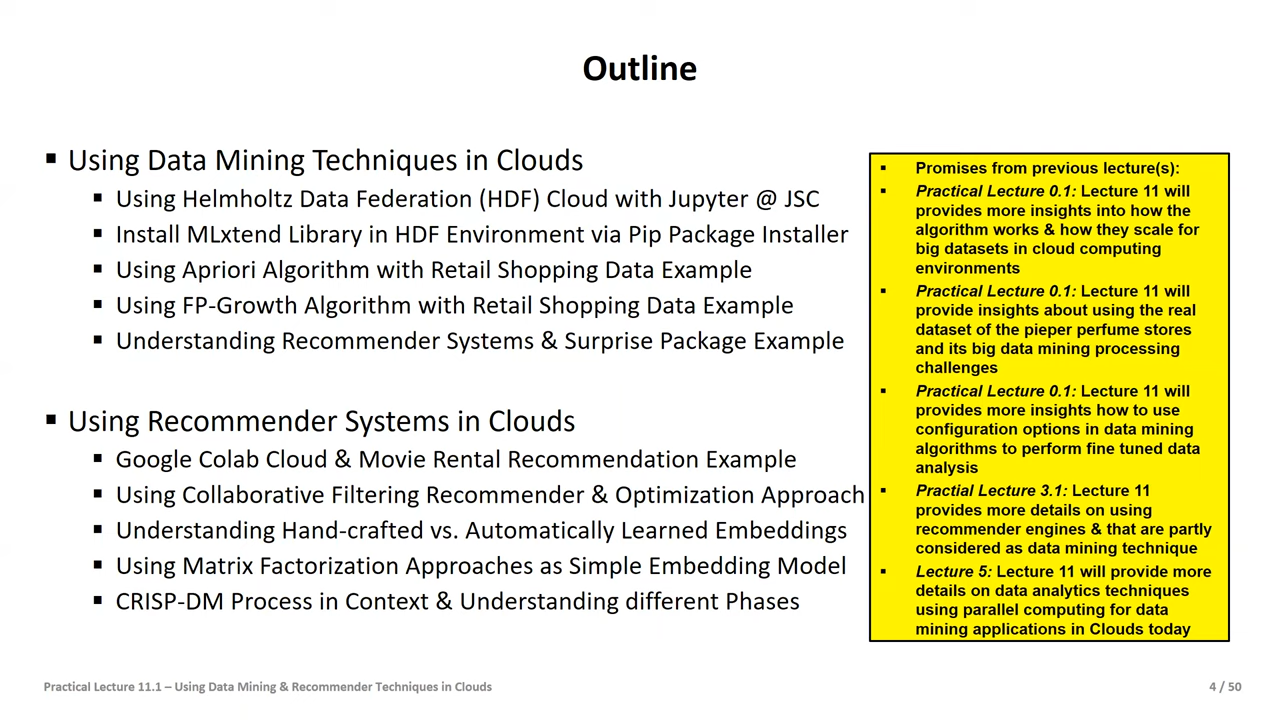 Outline
▪ Using Data Mining Techniques in Clouds
▪ Using Helmholtz Data Federation (HDF) Cloud with Jupyter @ JSC
▪ Install MLxtend Library in HDF Environment via Pip Package Installer
▪ Using Apriori Algorithm with Retail Shopping Data Example
▪ Using FP-Growth Algorithm with Retail Shopping Data Example
▪ Understanding Recommender Systems & Surprise Package Example
▪ Using Recommender Systems in Clouds
▪ Google Colab Cloud & Movie Rental Recommendation Example
▪ Using Collaborative Filtering Recommender & Optimization Approach
▪ Understanding Hand-crafted vs. Automatically Learned Embeddings
▪ Using Matrix Factorization Approaches as Simple Embedding Model
▪ CRISP-DM Process in Context & Understanding different Phases
▪ Promises from previous lecture(s):
▪ Practical Lecture 0.1: Lecture 11 will
provides more insights into how the
algorithm works & how they scale for
big datasets in cloud computing
environments
▪ Practical Lecture 0.1: Lecture 11 will
provide insights about using the real
dataset of the pieper perfume stores
and its big data mining processing
challenges
▪ Practical Lecture 0.1: Lecture 11 will
provides more insights how to use
configuration options in data mining
algorithms to perform fine tuned data
analysis
▪ Practial Lecture 3.1: Lecture 11
provides more details on using
recommender engines & that are partly
considered as data mining technique
▪ Lecture 5: Lecture 11 will provide more
details on data analytics techniques
using parallel computing for data
mining applications in Clouds today
Practical Lecture 11.1 – Using Data Mining & Recommender Techniques in Clouds
4 / 50